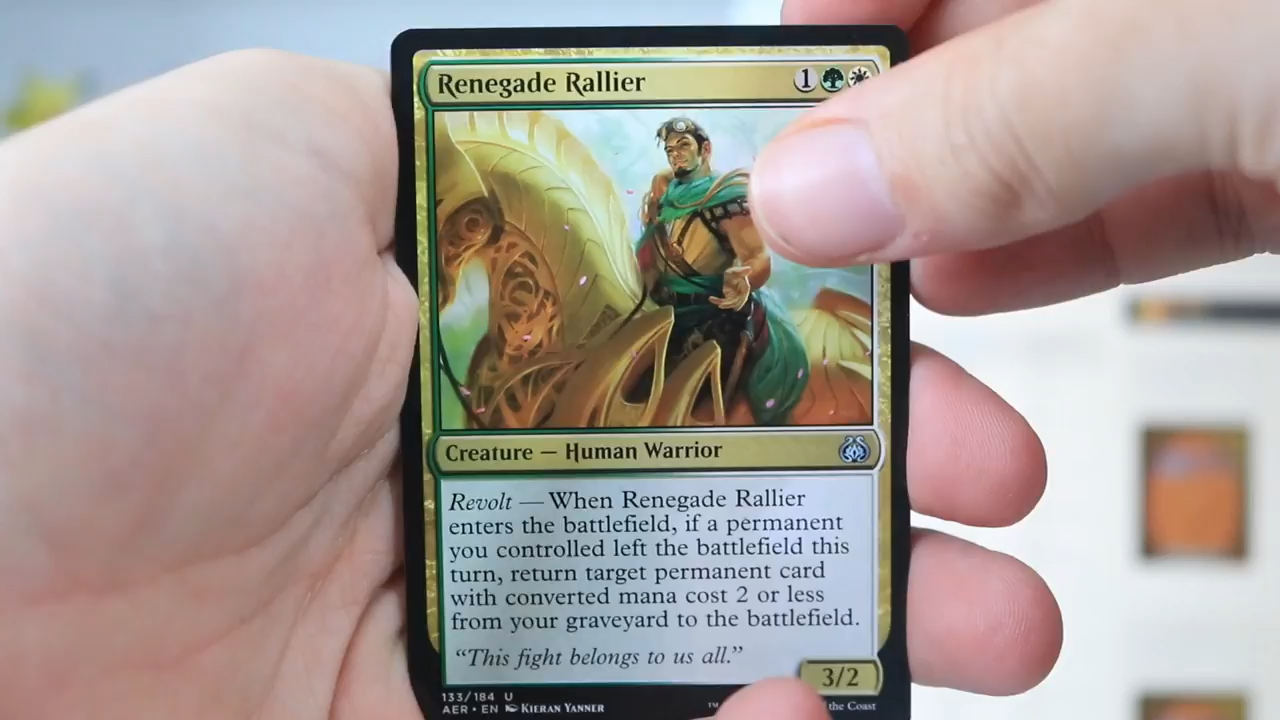 Renegade Rallier 1
Creature — Human Warrior
Revolt — When Renegade Rallier
enters the battlefield, if a permanent
you controlled left the battlefield this
turn, return target permanent card
with converted mana cost 2 or less
from your graveyard to the battlefield.
“This fight belongs to us all.”
3/2
133/184 U
AER • EN KIERAN YANNER
™
the Coast